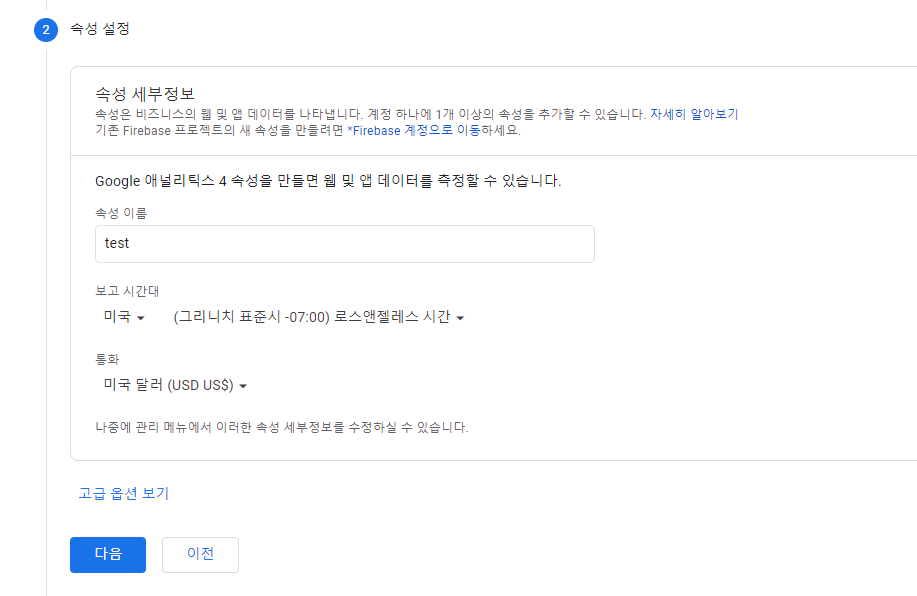 2 속성 설정
속성 세부정보
속성은 비즈니스의 웹 및 앱 데이터를 나타냅니다. 계정 하나에 1개 이상의 속성을 추가할 수 있습니다. 자세히 알아보기
기존 Firebase 프로젝트의 새 속성을 만들려면 *Firebase 계정으로 이동하세요.
Google 애널리틱스 4 속성을 만들면 웹 및 앱 데이터를 측정할 수 있습니다.
속성 이름
test
보고 시간대
미국 (그리니치 표준시 -07:00) 로스앤젤레스 시간
통화
미국 달러 (USD US$)
나중에 관리 메뉴에서 이러한 속성 세부정보를 수정하실 수 있습니다.
고급 옵션 보기
다음 이전